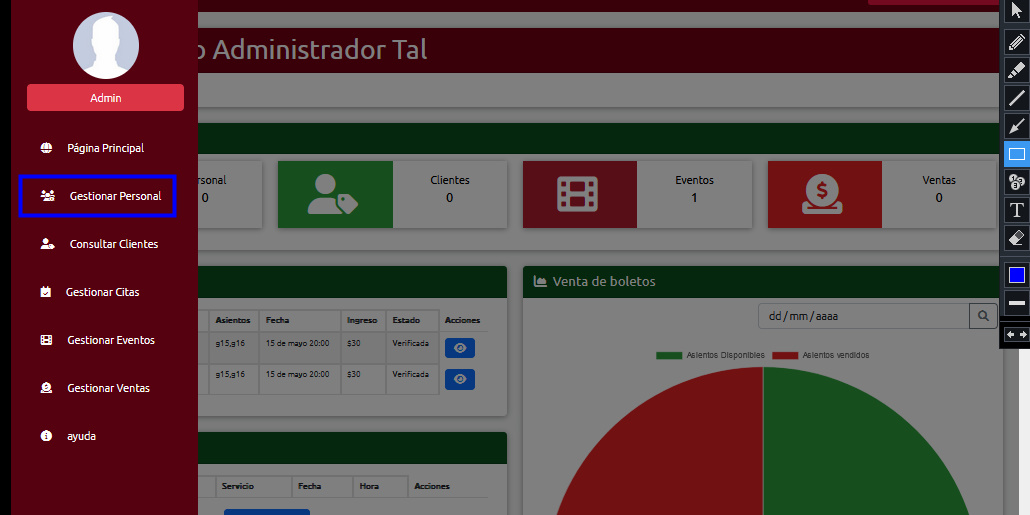 Admin
Página Principal
Gestionar Personal
Consultar Clientes
Gestionar Citas
Gestionar Eventos
Gestionar Ventas
ayuda
o Administrador Tal
rsonal
0
Clientes
0
Eventos
1
Ventas
0
Asientos Fecha Ingreso Estado Acciones
g15,g16 15 de mayo 20:00 $30 Verificada
g15,g16 15 de mayo 20:00 $30 Verificada
Servicio Fecha Hora Acciones
Venta de boletos
dd/mm/aaaa
Asientos Disponibles Asientos vendidos
1
2
3
T